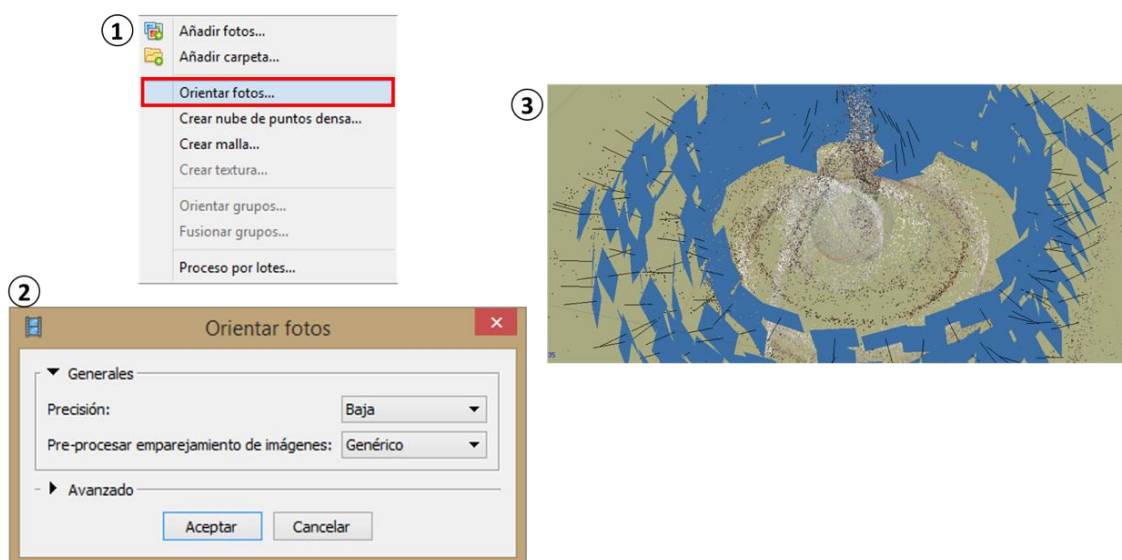 ①
Añadir fotos...
Añadir carpeta...
Orientar fotos...
Crear nube de puntos densa...
Crear malla...
Crear textura...
Orientar grupos...
Fusionar grupos...
Proceso por lotes...
②
Orientar fotos
Generales
Precisión: Baja
Pre-procesar emparejamiento de imágenes: Genérico
Avanzado
Aceptar Cancelar
③